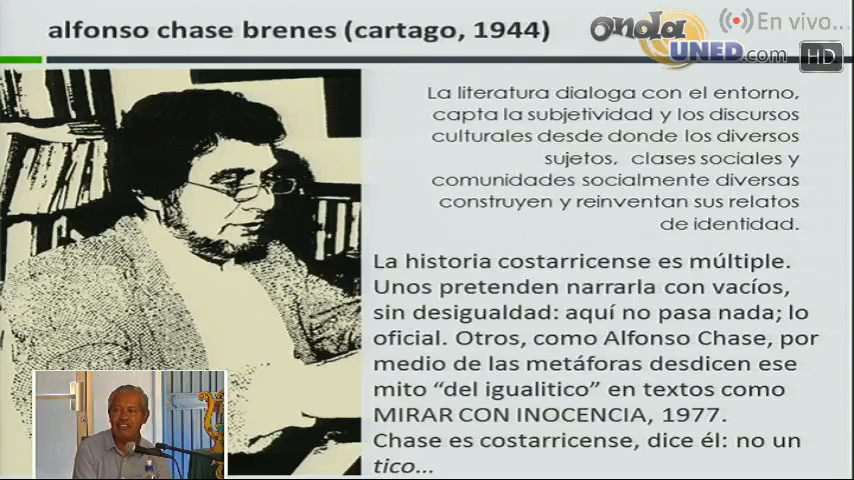 alfonso chase brenes (cartago, 1944)
onda
UNED.com
En vivo...
HD
La literatura dialoga con el entorno,
capta la subjetividad y los discursos
culturales desde donde los diversos
sujetos, clases sociales y
comunidades socialmente diversas
construyen y reinventan sus relatos
de identidad.
La historia costarricense es múltiple.
Unos pretenden narrarla con vacíos,
sin desigualdad: aquí no pasa nada; lo
oficial. Otros, como Alfonso Chase, por
medio de las metáforas desdicen ese
mito “del igualitico” en textos como
MIRAR CON INOCENCIA, 1977.
Chase es costarricense, dice él: no un
tico...